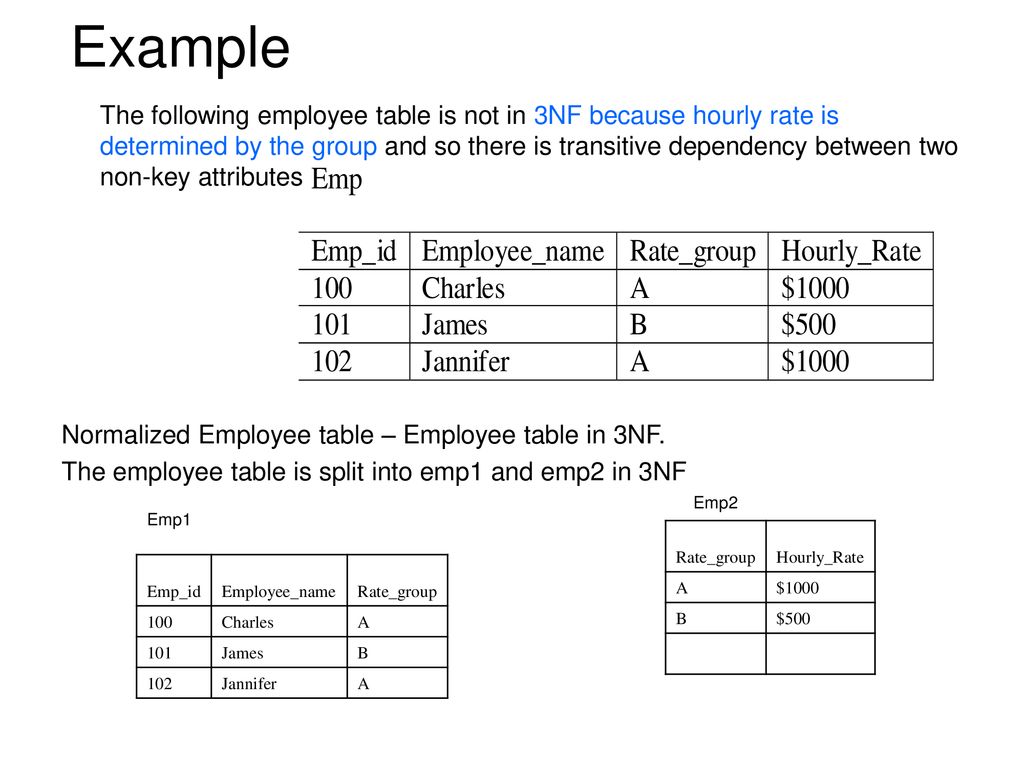 Example
The following employee table is not in 3NF because hourly rate is
determined by the group and so there is transitive dependency between two
non-key attributes Emp
Emp_id Employee_name Rate_group Hourly_Rate
100 Charles A $1000
101 James B $500
102 Jannifer A $1000
Normalized Employee table – Employee table in 3NF.
The employee table is split into emp1 and emp2 in 3NF
Emp1
Emp_id Employee_name Rate_group
100 Charles A
101 James B
102 Jannifer A
Emp2
Rate_group Hourly_Rate
A $1000
B $500